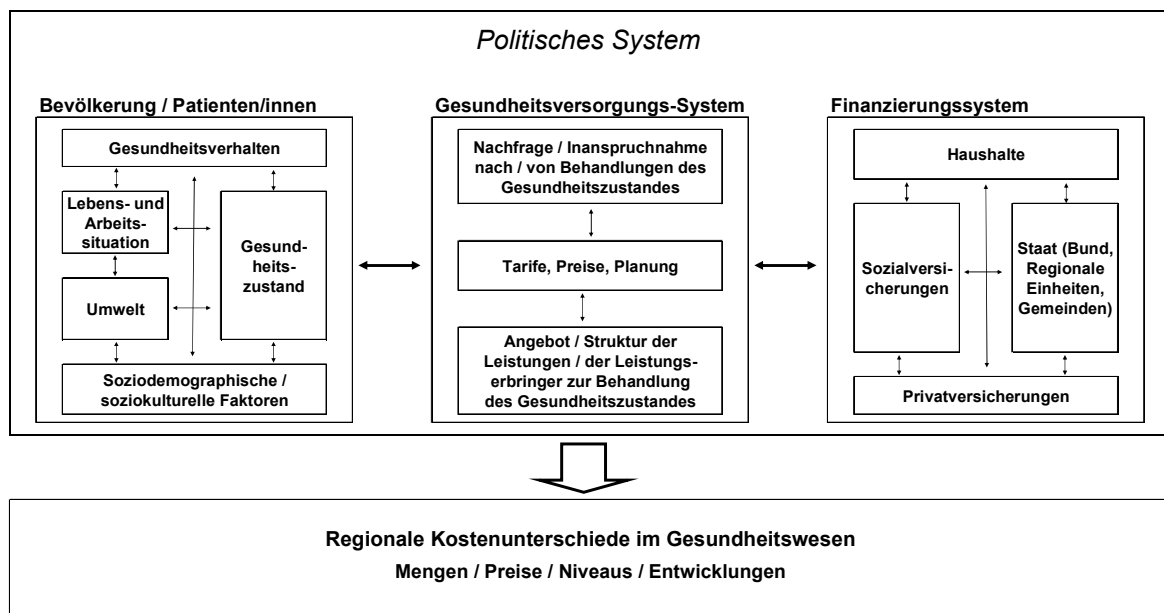 Politisches System
Bevölkerung / Patienten/innen
Gesundheitsverhalten
Lebens- und
Arbeits-
situation
Umwelt
Gesund-
heits-
zustand
Soziodemographische /
soziokulturelle Faktoren
Gesundheitsversorgungs-System
Nachfrage / Inanspruchnahme
nach / von Behandlungen des
Gesundheitszustandes
Tarife, Preise, Planung
Angebot / Struktur der
Leistungen / der Leistungs-
erbringer zur Behandlung
des Gesundheitszustandes
Finanzierungssystem
Haushalte
Sozialversi-
cherungen
Staat (Bund,
Regionale
Einheiten,
Gemeinden)
Privatversicherungen
Regionale Kostenunterschiede im Gesundheitswesen
Mengen / Preise / Niveaus / Entwicklungen